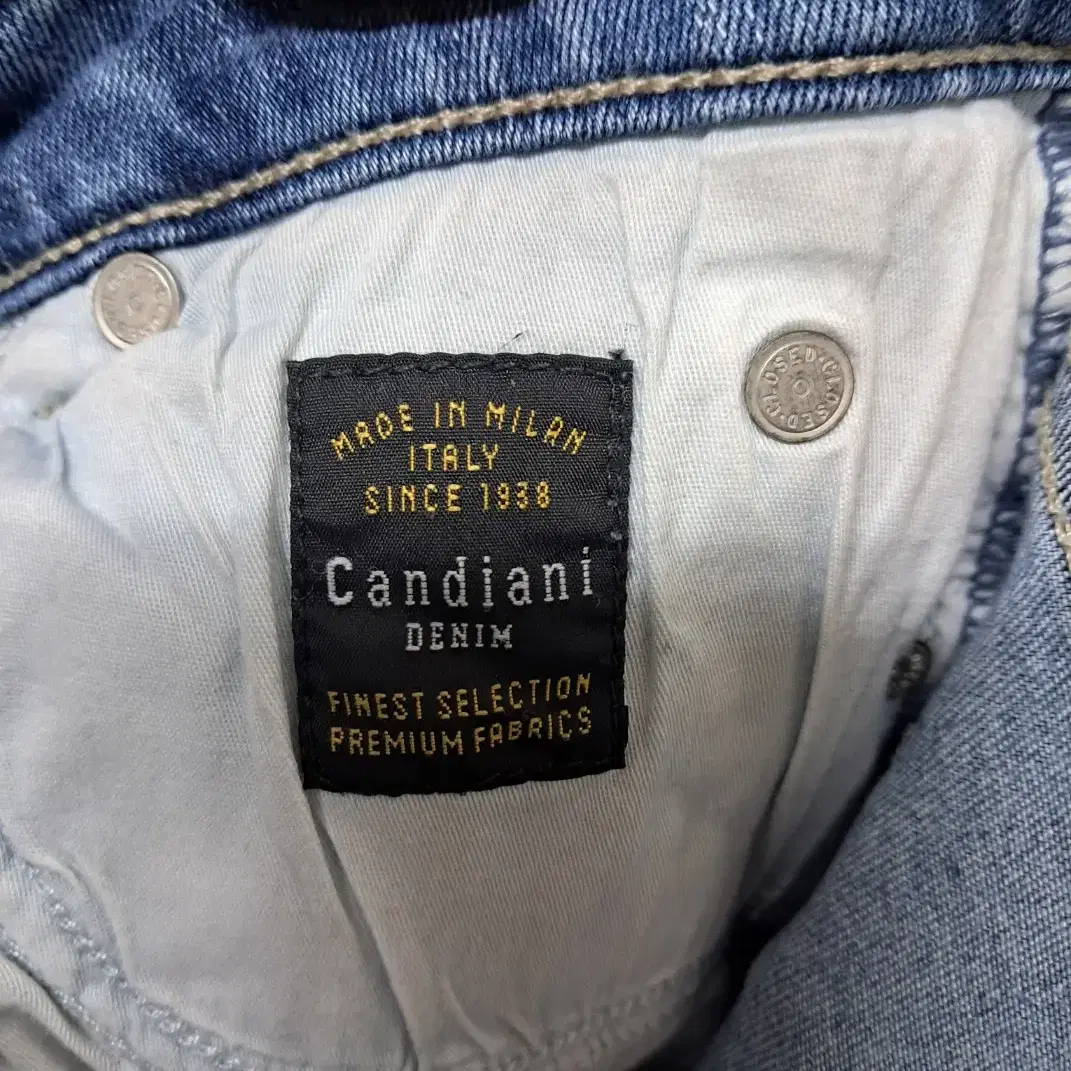 MADE IN MILAN
ITALY
SINCE 1938
Candiani
DENIM
FINEST SELECTION
PREMIUM FABRICS
CLOSED CLOSED